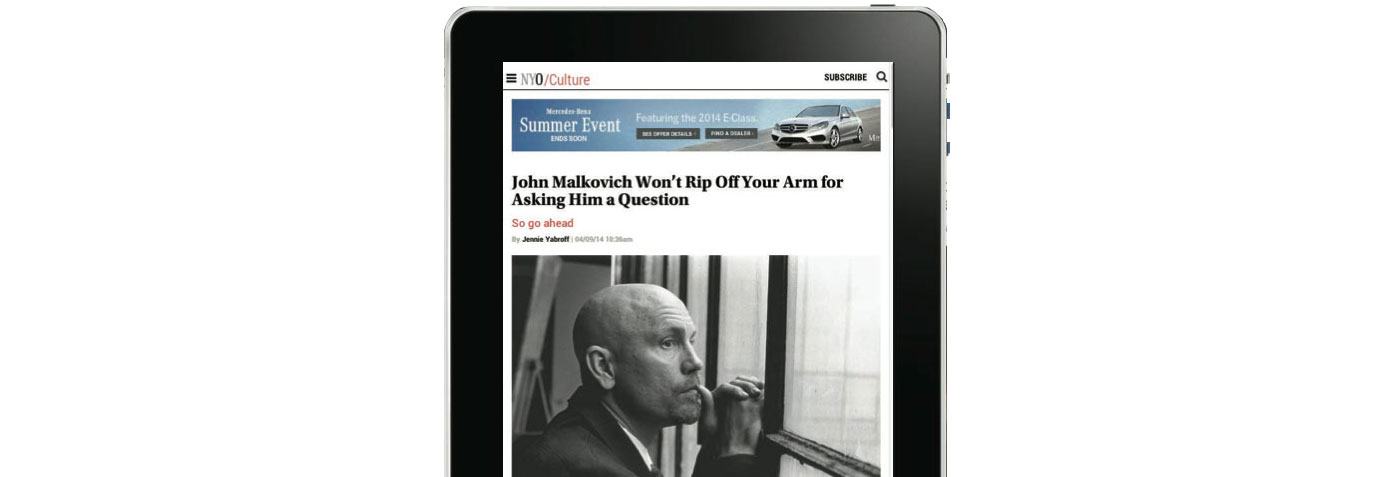 NYO/Culture
SUBSCRIBE
Mercedes-Benz
Summer Event
ENDS SOON
Featuring the 2014 E-Class.
SEE OFFER DETAILS ›
FIND A DEALER ›
John Malkovich Won't Rip Off Your Arm for
Asking Him a Question
So go ahead
By Jennie Yabroff | 04/09/14 10:36am